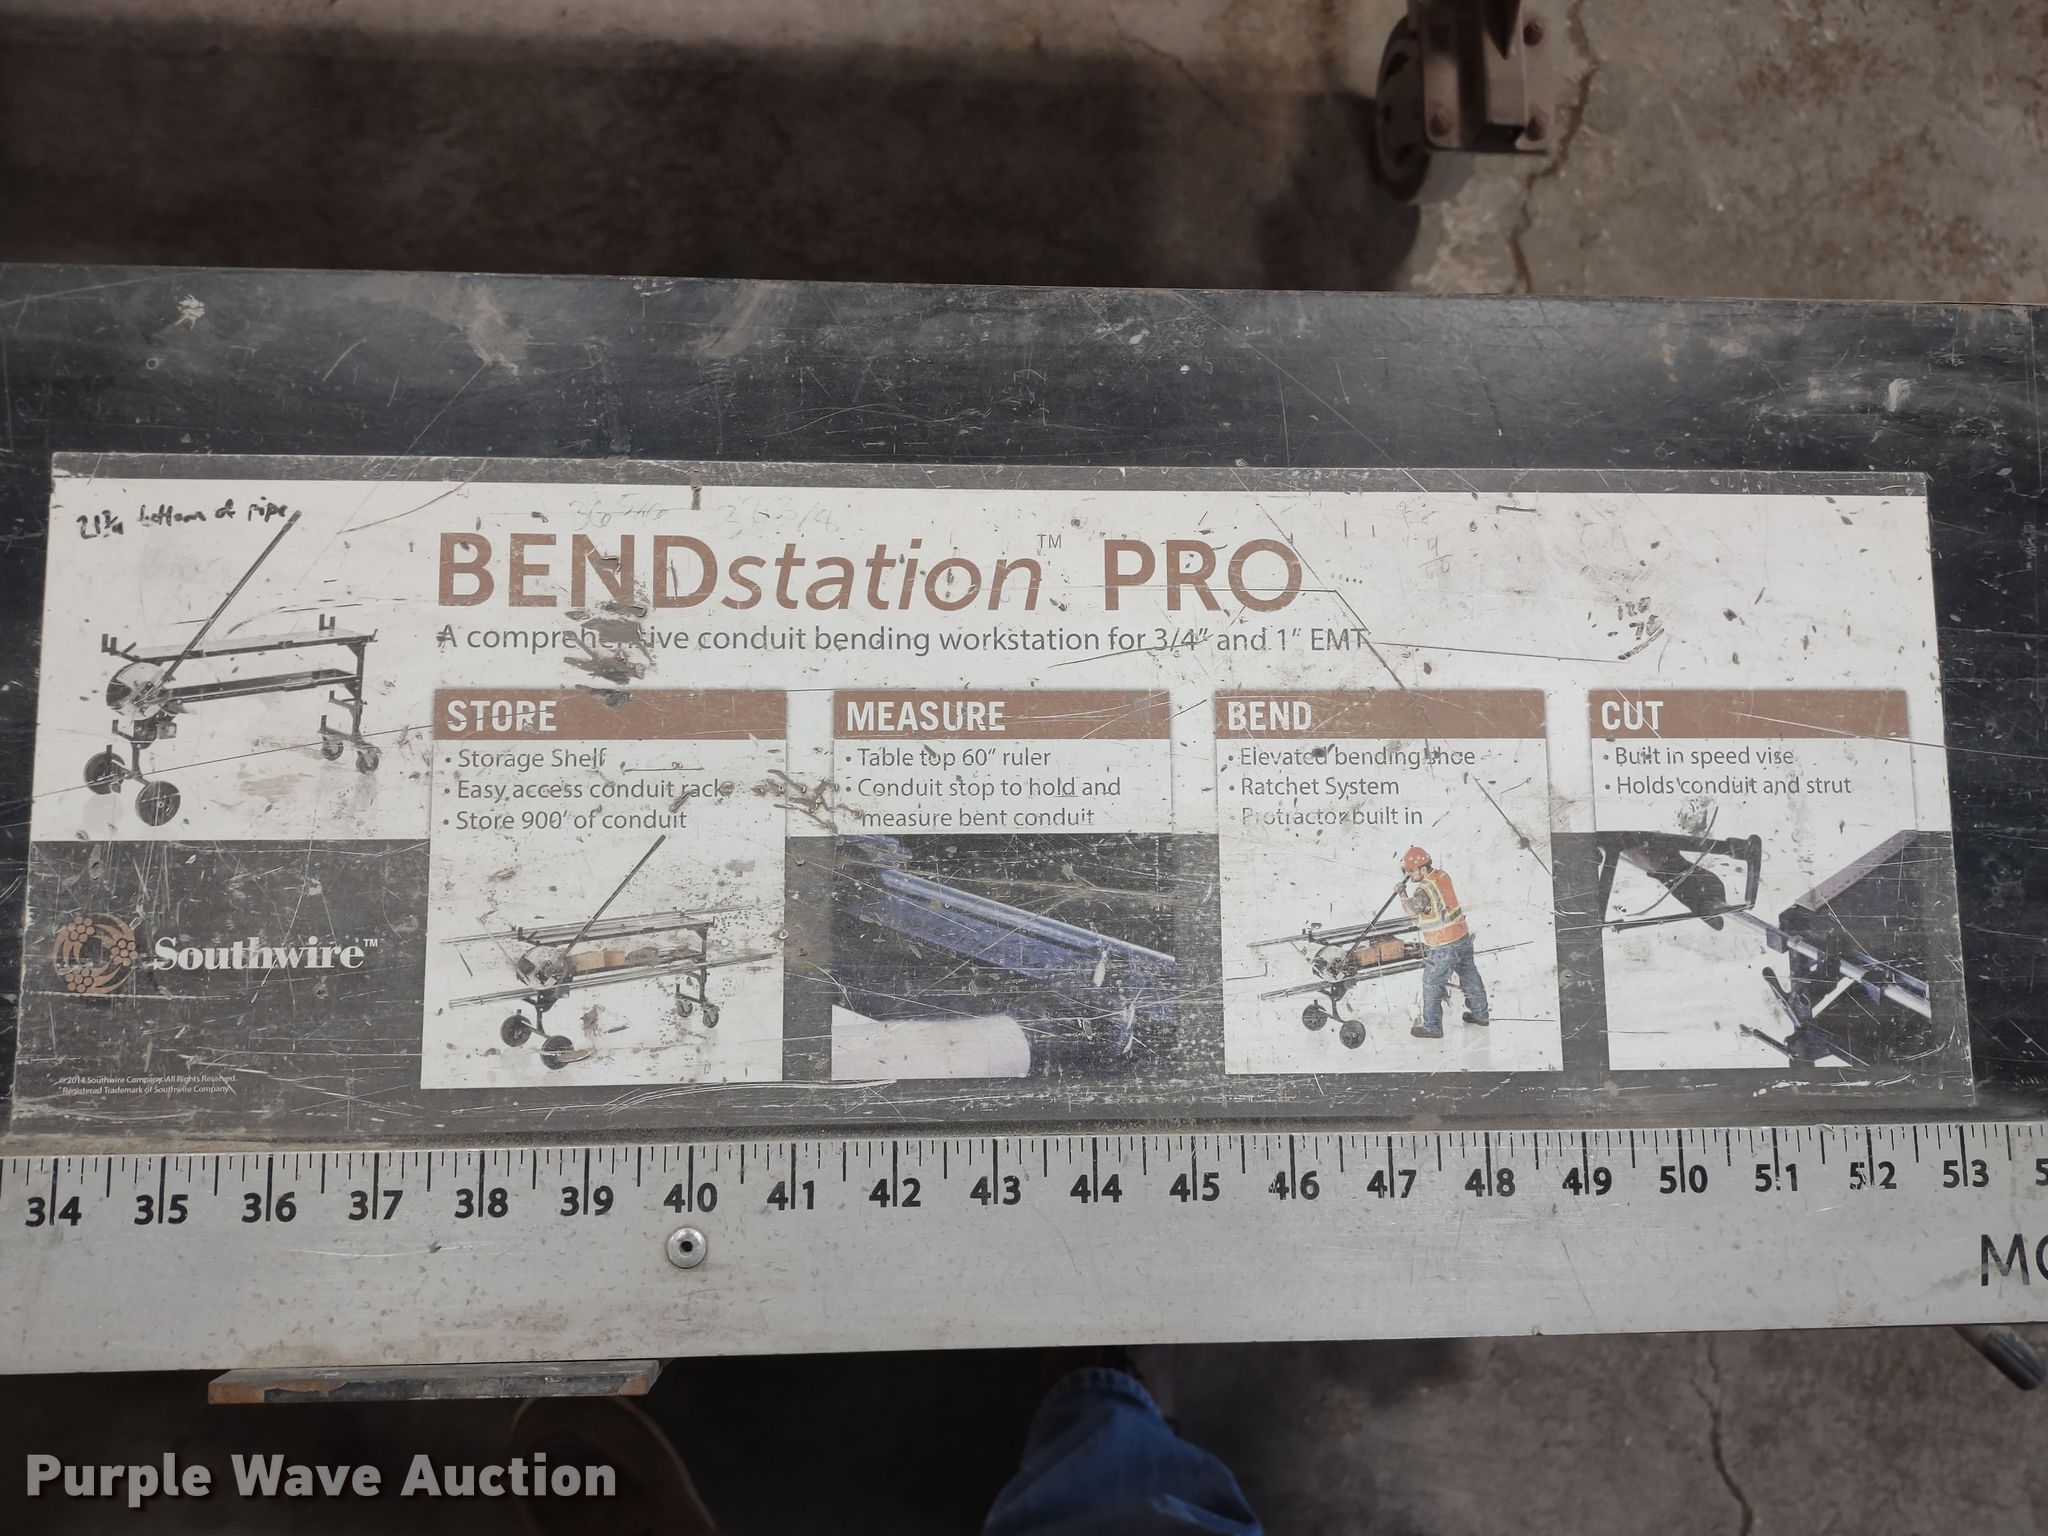 bottom of pipe
BENDstation™ PRO
A comprehensive conduit bending workstation for 3/4" and 1" EMT
STORE
• Storage Shelf
• Easy access conduit rack
• Store 900' of conduit
MEASURE
• Table top 60" ruler
• Conduit stop to hold and
measure bent conduit
BEND
• Elevated bending shoe
• Ratchet System
• Protractor built in
CUT
• Built in speed vise
• Holds conduit and strut
Southwire™
©2014 Southwire Company. All Rights Reserved.
Registered Trademark of Southwire Company
34 35 36 37 38 39 40 41 42 43 44 45 46 47 48 49 50 51 52 53
Purple Wave Auction